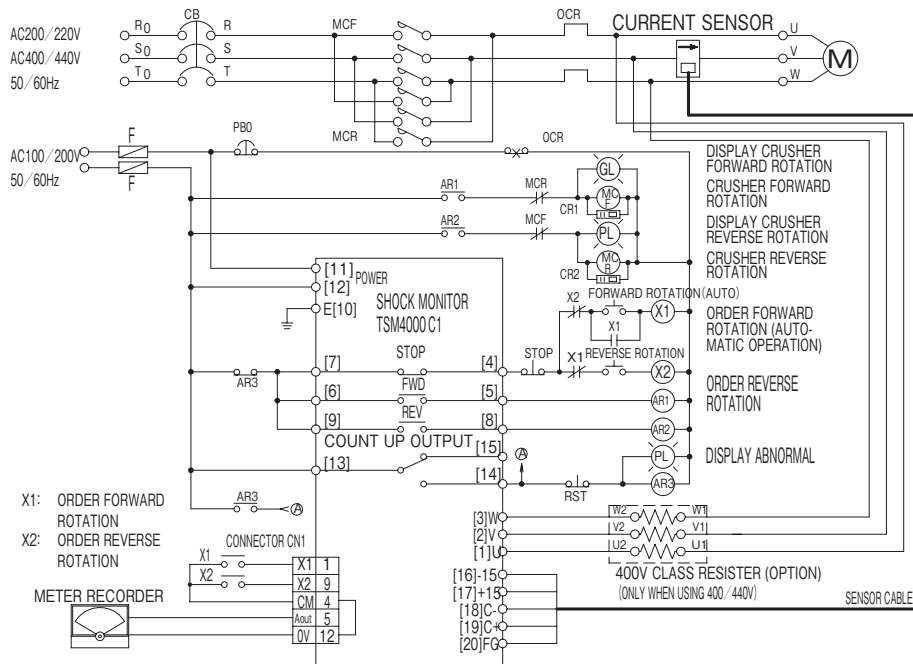 AC200/220V
AC400/440V
50/60Hz
R0
S0
T0
CB
R
S
T
MCF
MCR
OCR
CURRENT SENSOR
U
V
W
M
AC100/200V
50/60Hz
F
F
PB0
OCR
DISPLAY CRUSHER
FORWARD ROTATION
CRUSHER FORWARD
ROTATION
DISPLAY CRUSHER
REVERSE ROTATION
CRUSHER REVERSE
ROTATION
GL
AR1
MCR
MC
F
CR1
AR2
MCF
PL
MC
R
CR2
[11]
POWER
[12]
E[10]
SHOCK MONITOR
TSM4000 C1
X2
FORWARD ROTATION(AUTO)
X1
X1
ORDER FORWARD
ROTATION (AUTO-
MATIC OPERATION)
AR3
[7]
STOP
[4]
STOP
X1
REVERSE ROTATION
X2
ORDER REVERSE
ROTATION
[6]
FWD
[5]
AR1
[9]
REV
[8]
AR2
COUNT UP OUTPUT
[15]
[13]
[14]
A
RST
PL
AR3
DISPLAY ABNORMAL
AR3
A
X1: ORDER FORWARD
ROTATION
X2: ORDER REVERSE
ROTATION
[3]W
[2]V
[1]U
W2
W1
V2
V1
U2
U1
400V CLASS RESISTER (OPTION)
(ONLY WHEN USING 400/440V)
CONNECTOR CN1
X1
X2
X1 1
X2 9
CM 4
Aout 5
0V 12
METER RECORDER
[16]-15
[17]+15
[18]C-
[19]C+
[20]FG
SENSOR CABLE